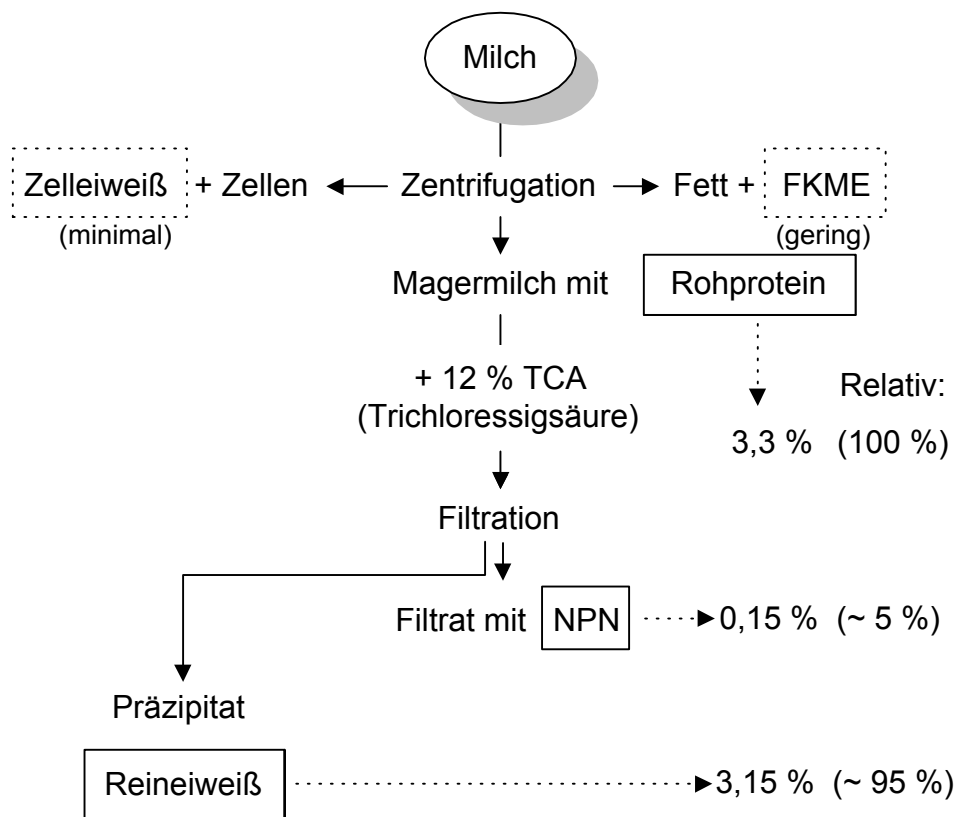 Milch
Zelleiweiß + Zellen Zentrifugation Fett + FKME
(minimal) (gering)
Magermilch mit Rohprotein
+ 12 % TCA
(Trichloressigsäure)
Relativ:
3,3 % (100 %)
Filtration
Filtrat mit NPN 0,15 % (~ 5 %)
Präzipitat
Reineiweiß 3,15 % (~ 95 %)